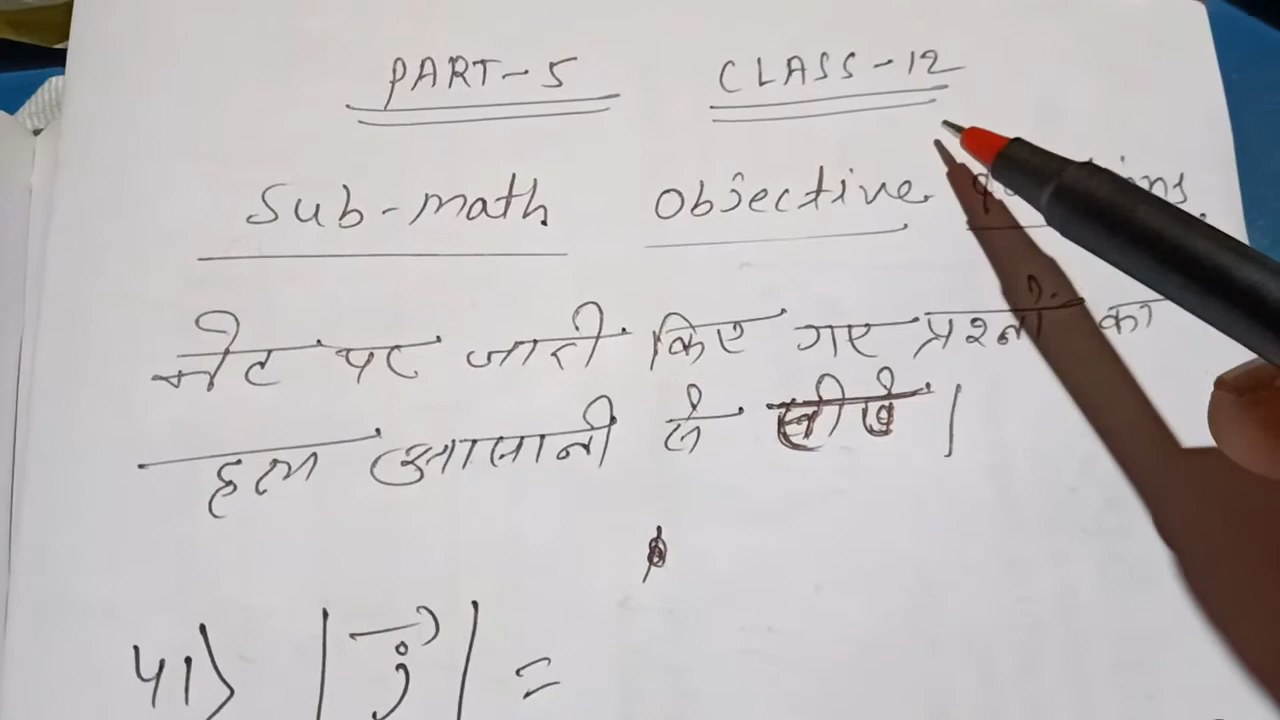 PART-5 CLASS-12
Sub-math Objective
नेट पर जारी किए गए प्रश्नों का
हल आसानी से सीखे।
41) |j⃗| =